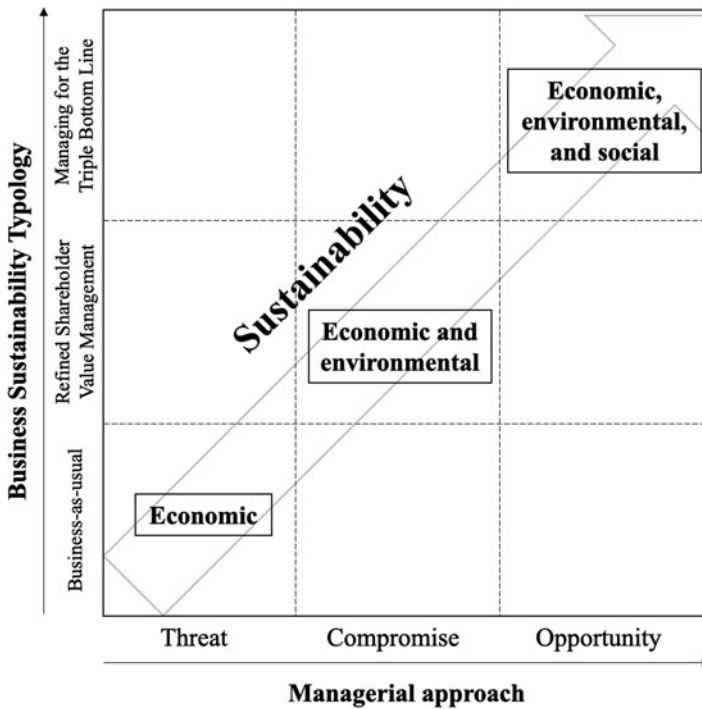 Business Sustainability Typology
Managing for the
Triple Bottom Line
Refined Shareholder
Value Management
Business-as-usual
Economic,
environmental,
and social
Sustainability
Economic and
environmental
Economic
Threat
Compromise
Opportunity
Managerial approach